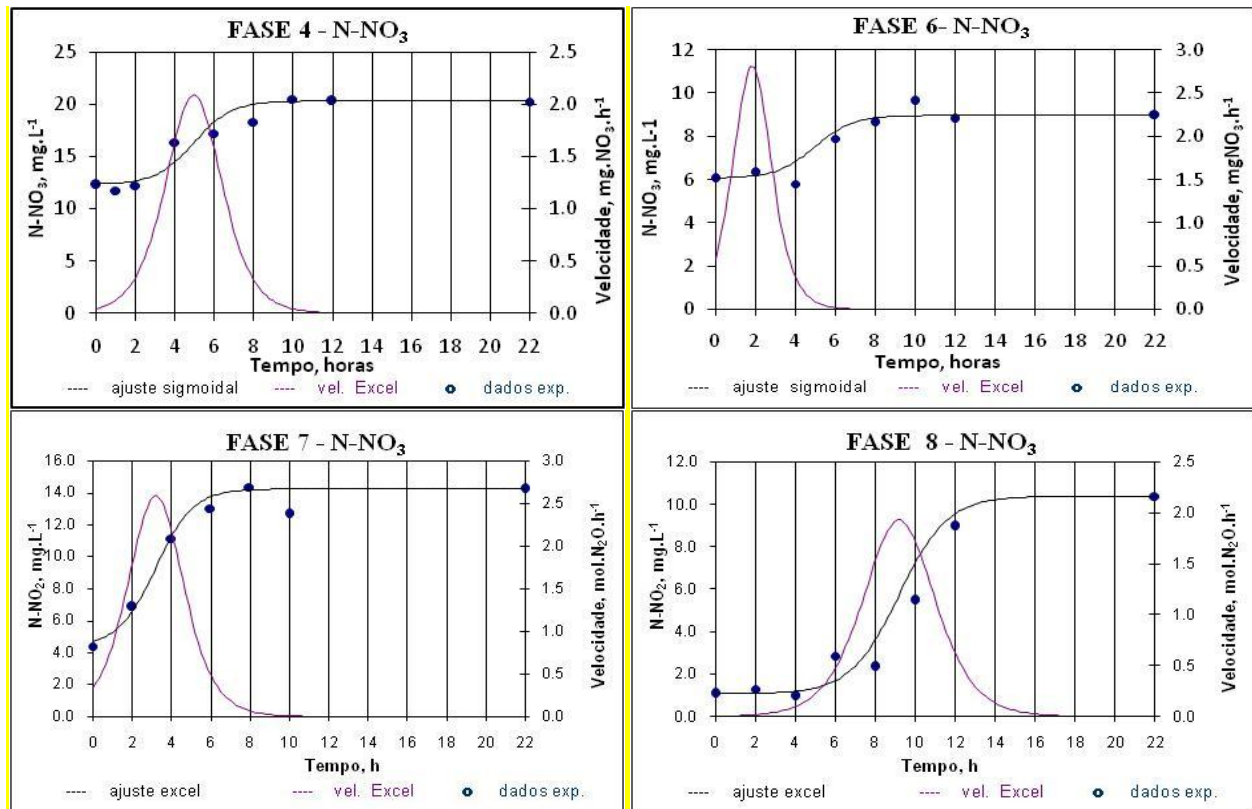 FASE 4 - N-NO₃
25
20
15
10
5
0
N-NO₃, mg.L⁻¹
2.5
2.0
1.5
1.0
0.5
0.0
Velocidade, mg.NO₃.h⁻¹
0 2 4 6 8 10 12 14 16 18 20 22
Tempo, horas
---- ajuste sigmoidal ---- vel. Excel dados exp.
FASE 6- N-NO₃
12
10
8
6
4
2
0
N-NO₃, mg.L-1
3.0
2.5
2.0
1.5
1.0
0.5
0.0
Velocidade, mgNO₃.h⁻¹
0 2 4 6 8 10 12 14 16 18 20 22
Tempo, horas
---- ajuste sigmoidal ---- vel. Excel dados exp.
FASE 7 - N-NO₃
16.0
14.0
12.0
10.0
8.0
6.0
4.0
2.0
0.0
N-NO₂, mg.L⁻¹
3.0
2.5
2.0
1.5
1.0
0.5
0.0
Velocidade, mol.N₂O.h⁻¹
0 2 4 6 8 10 12 14 16 18 20 22
Tempo, h
---- ajuste excel ---- vel. Excel dados exp.
FASE 8 - N-NO₃
12.0
10.0
8.0
6.0
4.0
2.0
0.0
N-NO₂, mg.L⁻¹
2.5
2.0
1.5
1.0
0.5
0.0
Velocidade, mol.N₂O.h⁻¹
0 2 4 6 8 10 12 14 16 18 20 22
Tempo, h
---- ajuste excel ---- vel. Excel dados exp.